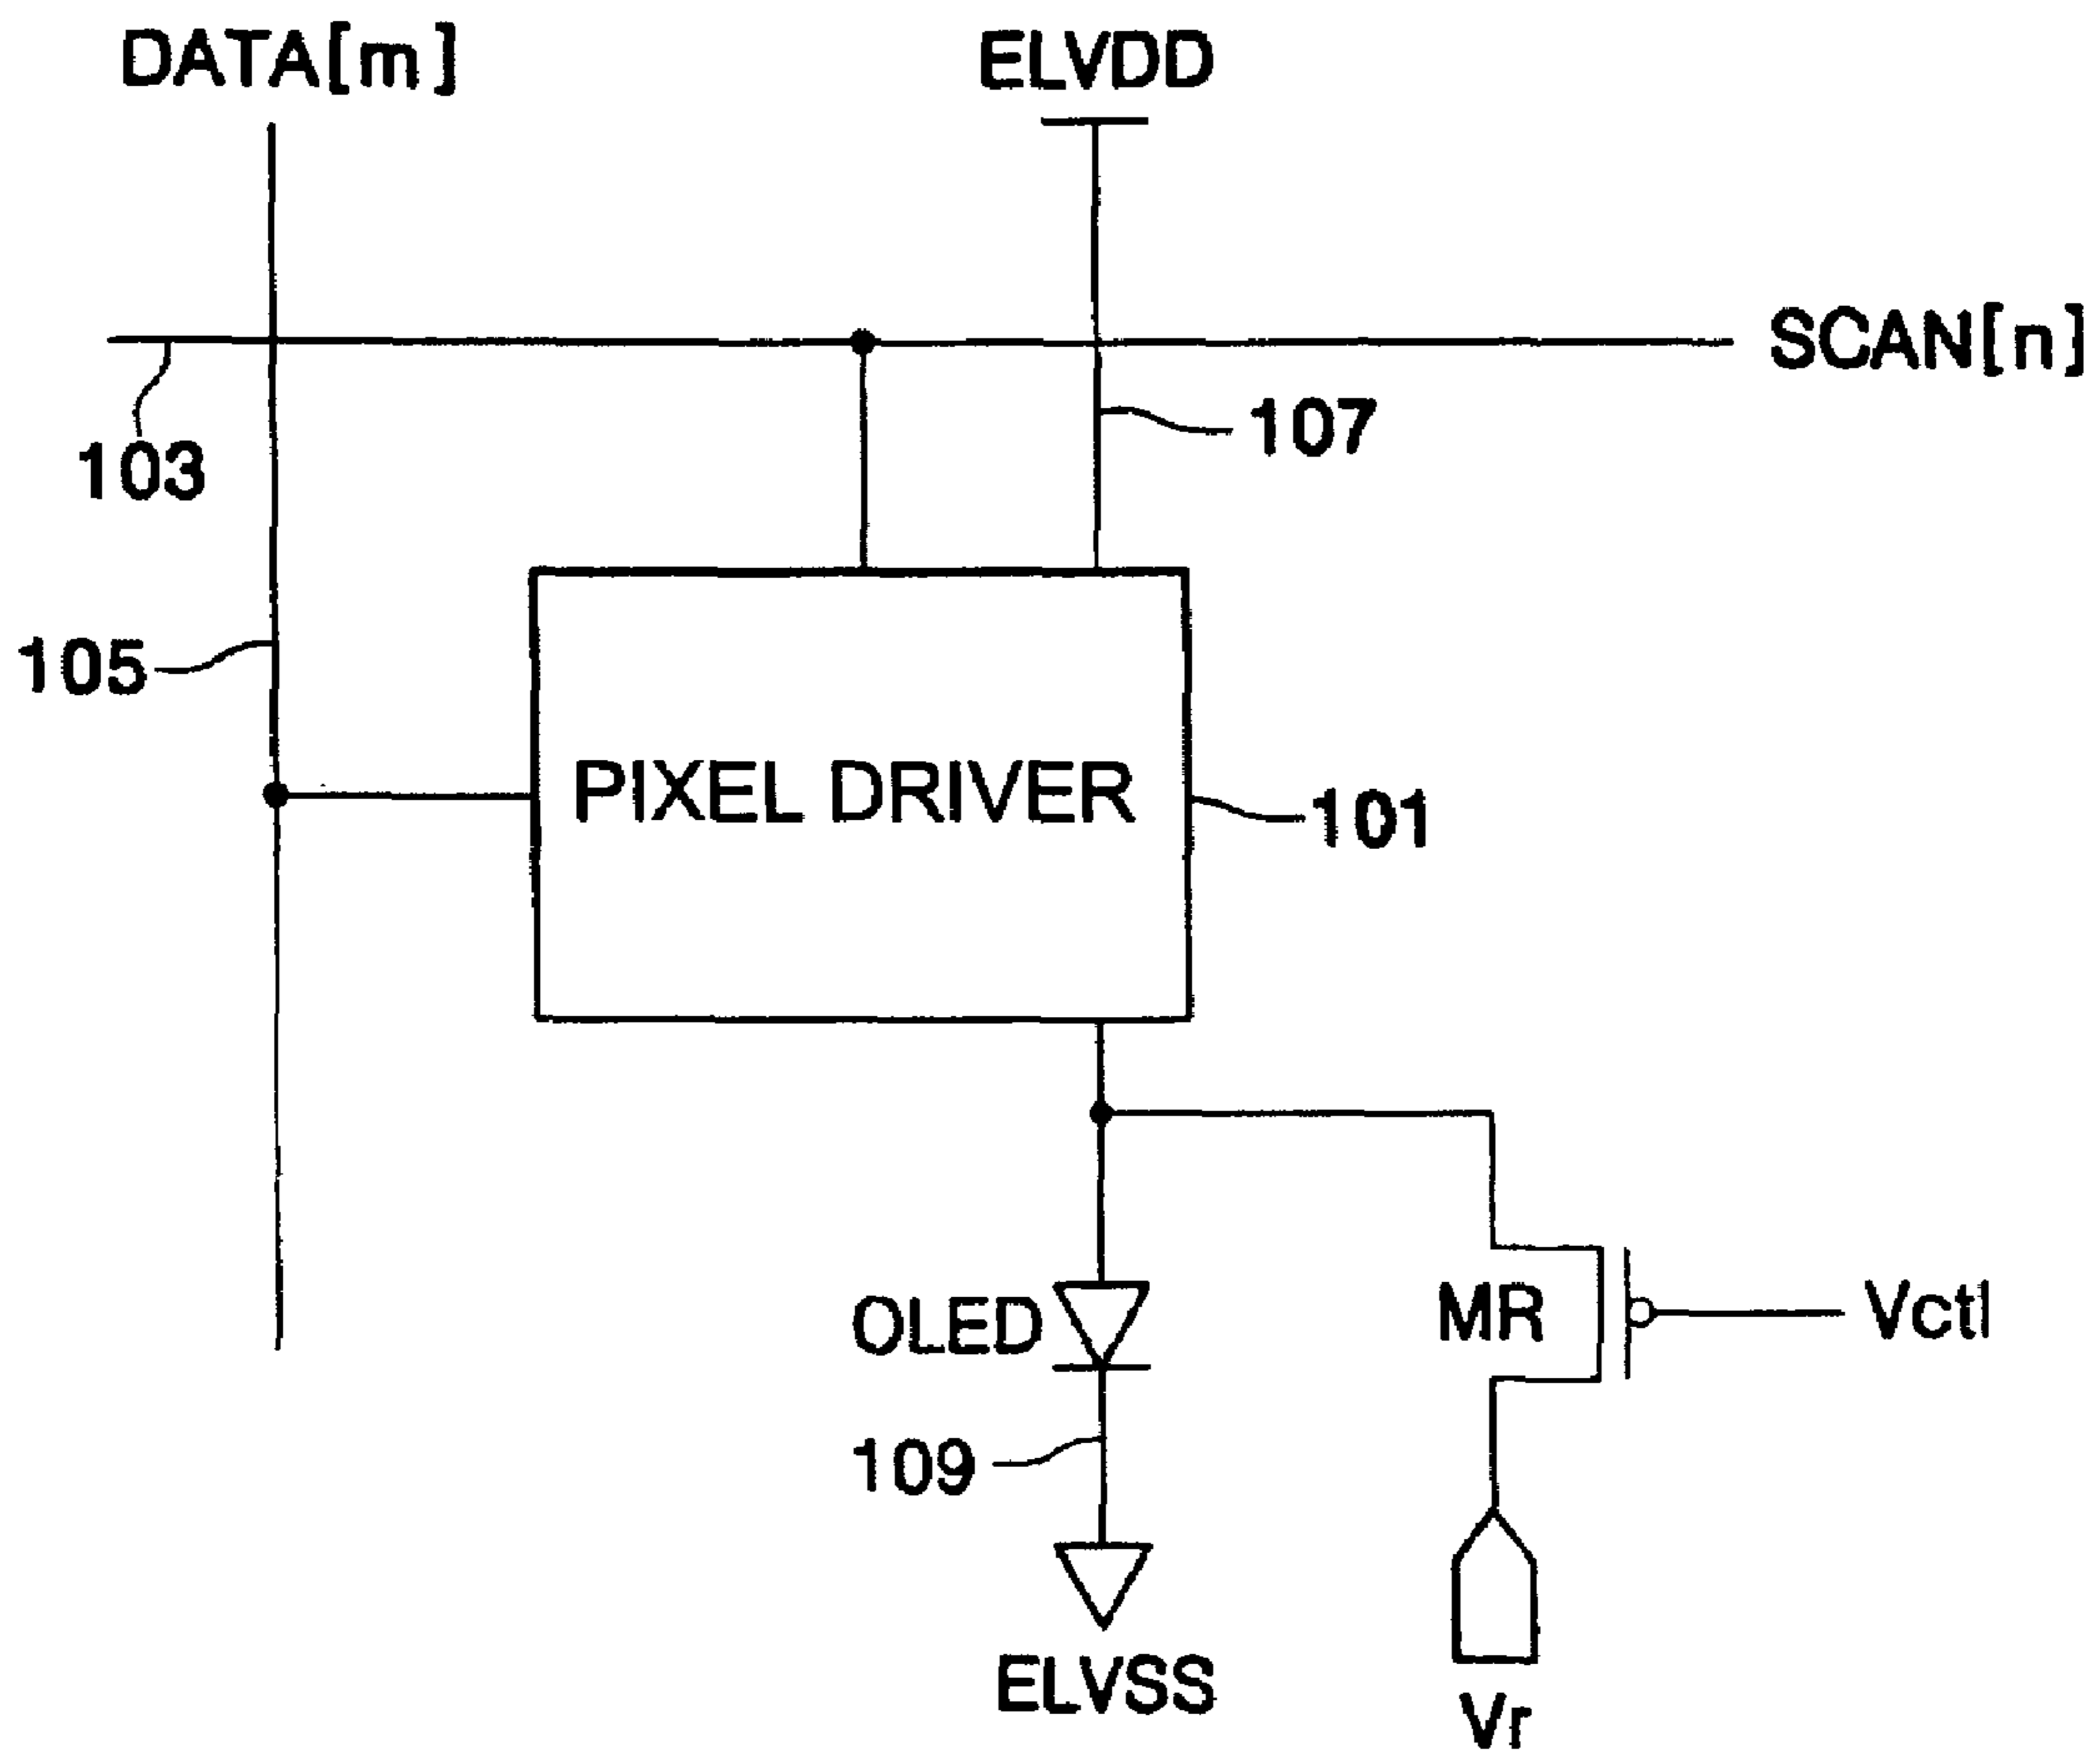 DATA[m]
ELVDD
SCAN[n]
107
103
105
PIXEL DRIVER
101
OLED
MR
Vctl
109
ELVSS
Vr